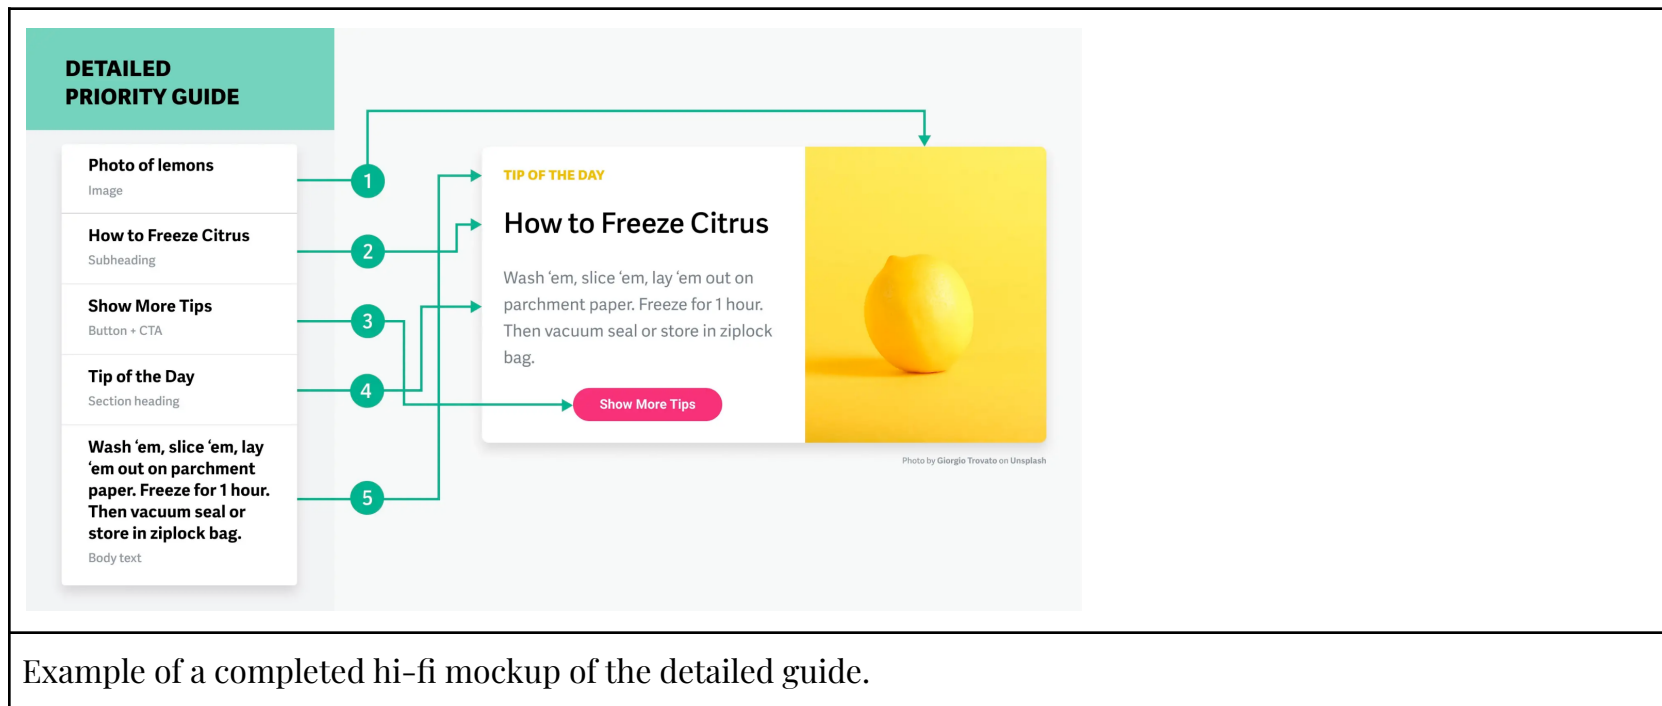 DETAILED
PRIORITY GUIDE
Photo of lemons
Image
How to Freeze Citrus
Subheading
Show More Tips
Button + CTA
Tip of the Day
Section heading
Wash ‘em, slice ‘em, lay
‘em out on parchment
paper. Freeze for 1 hour.
Then vacuum seal or
store in ziplock bag.
Body text
1
2
3
4
5
TIP OF THE DAY
How to Freeze Citrus
Wash ‘em, slice ‘em, lay ‘em out on
parchment paper. Freeze for 1 hour.
Then vacuum seal or store in ziplock
bag.
Show More Tips
Photo by Giorgio Trovato on Unsplash
Example of a completed hi-fi mockup of the detailed guide.